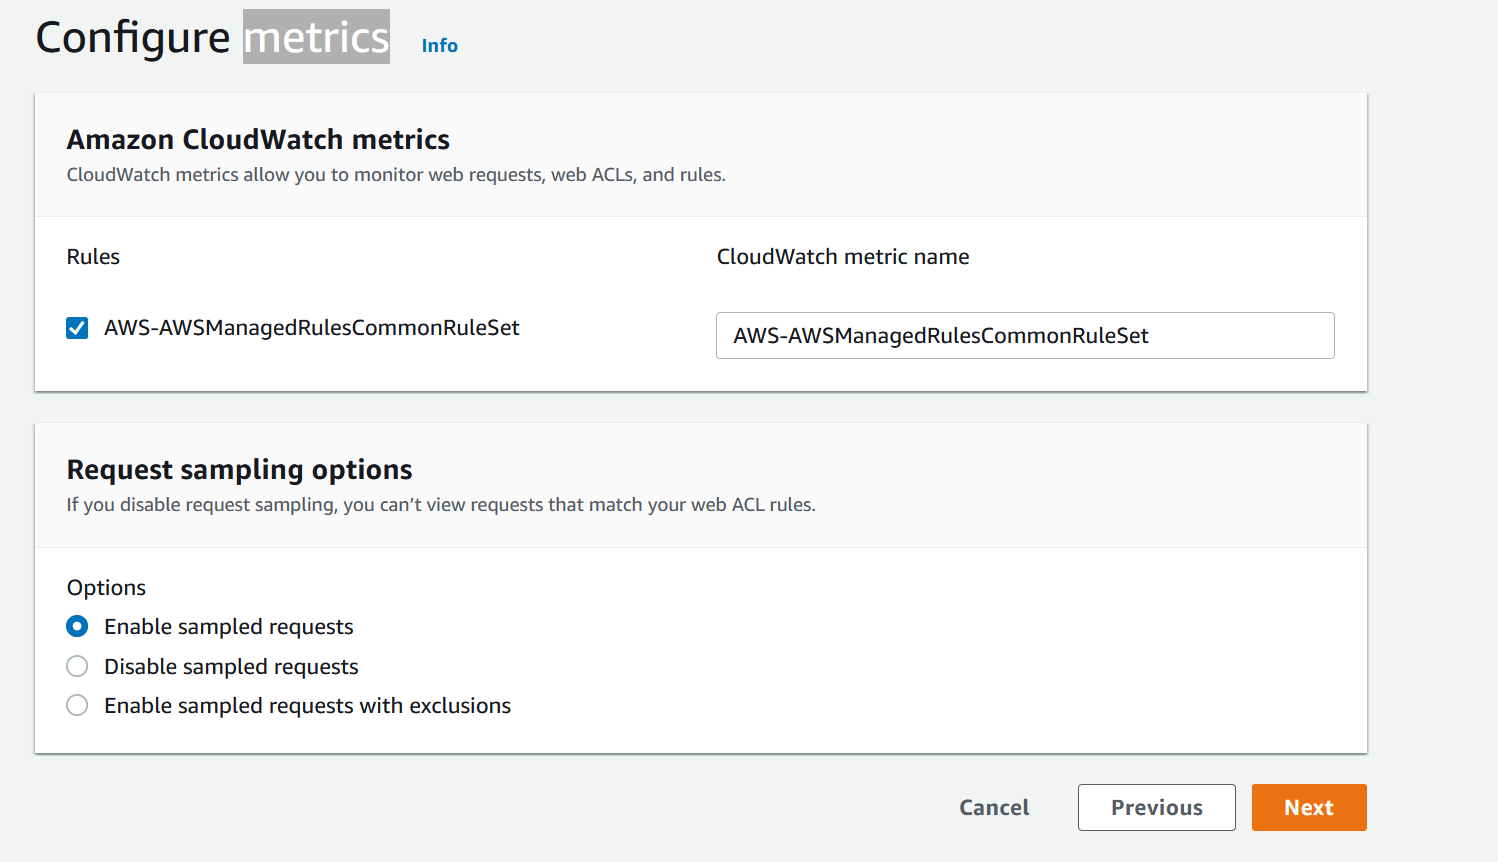 Configure metrics Info
Amazon CloudWatch metrics
CloudWatch metrics allow you to monitor web requests, web ACLs, and rules.
Rules
CloudWatch metric name
AWS-AWSManagedRulesCommonRuleSet
AWS-AWSManagedRulesCommonRuleSet
Request sampling options
If you disable request sampling, you can’t view requests that match your web ACL rules.
Options
Enable sampled requests
Disable sampled requests
Enable sampled requests with exclusions
Cancel
Previous
Next